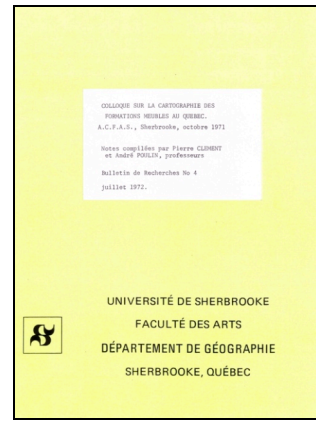 COLLOQUE SUR LA CARTOGRAPHIE DES
FORMATIONS MEUBLES AU QUEBEC.
A.C.F.A.S., Sherbrooke, octobre 1971
Notes compilées par Pierre CLEMENT
et André POULIN, professeurs
Bulletin de Recherches No 4
juillet 1972.
UNIVERSITÉ DE SHERBROOKE
FACULTÉ DES ARTS
DÉPARTEMENT DE GÉOGRAPHIE
SHERBROOKE, QUÉBEC